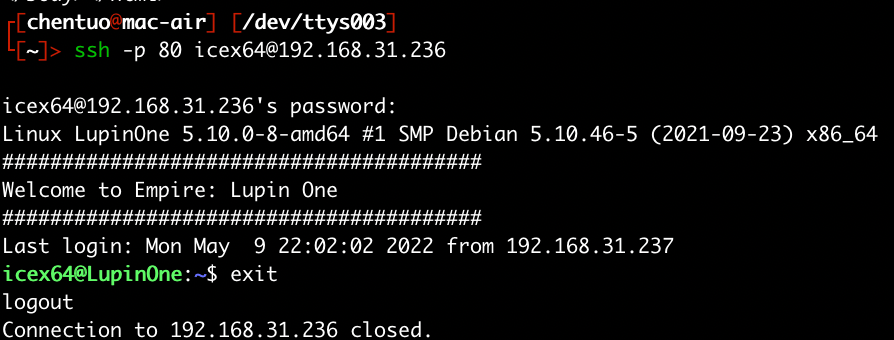 [chentuo@mac-air] [/dev/ttys003]
[~]> ssh -p 80 icex64@192.168.31.236
icex64@192.168.31.236's password:
Linux LupinOne 5.10.0-8-amd64 #1 SMP Debian 5.10.46-5 (2021-09-23) x86_64
########################################
Welcome to Empire: Lupin One
########################################
Last login: Mon May  9 22:02:02 2022 from 192.168.31.237
icex64@LupinOne:~$ exit
logout
Connection to 192.168.31.236 closed.